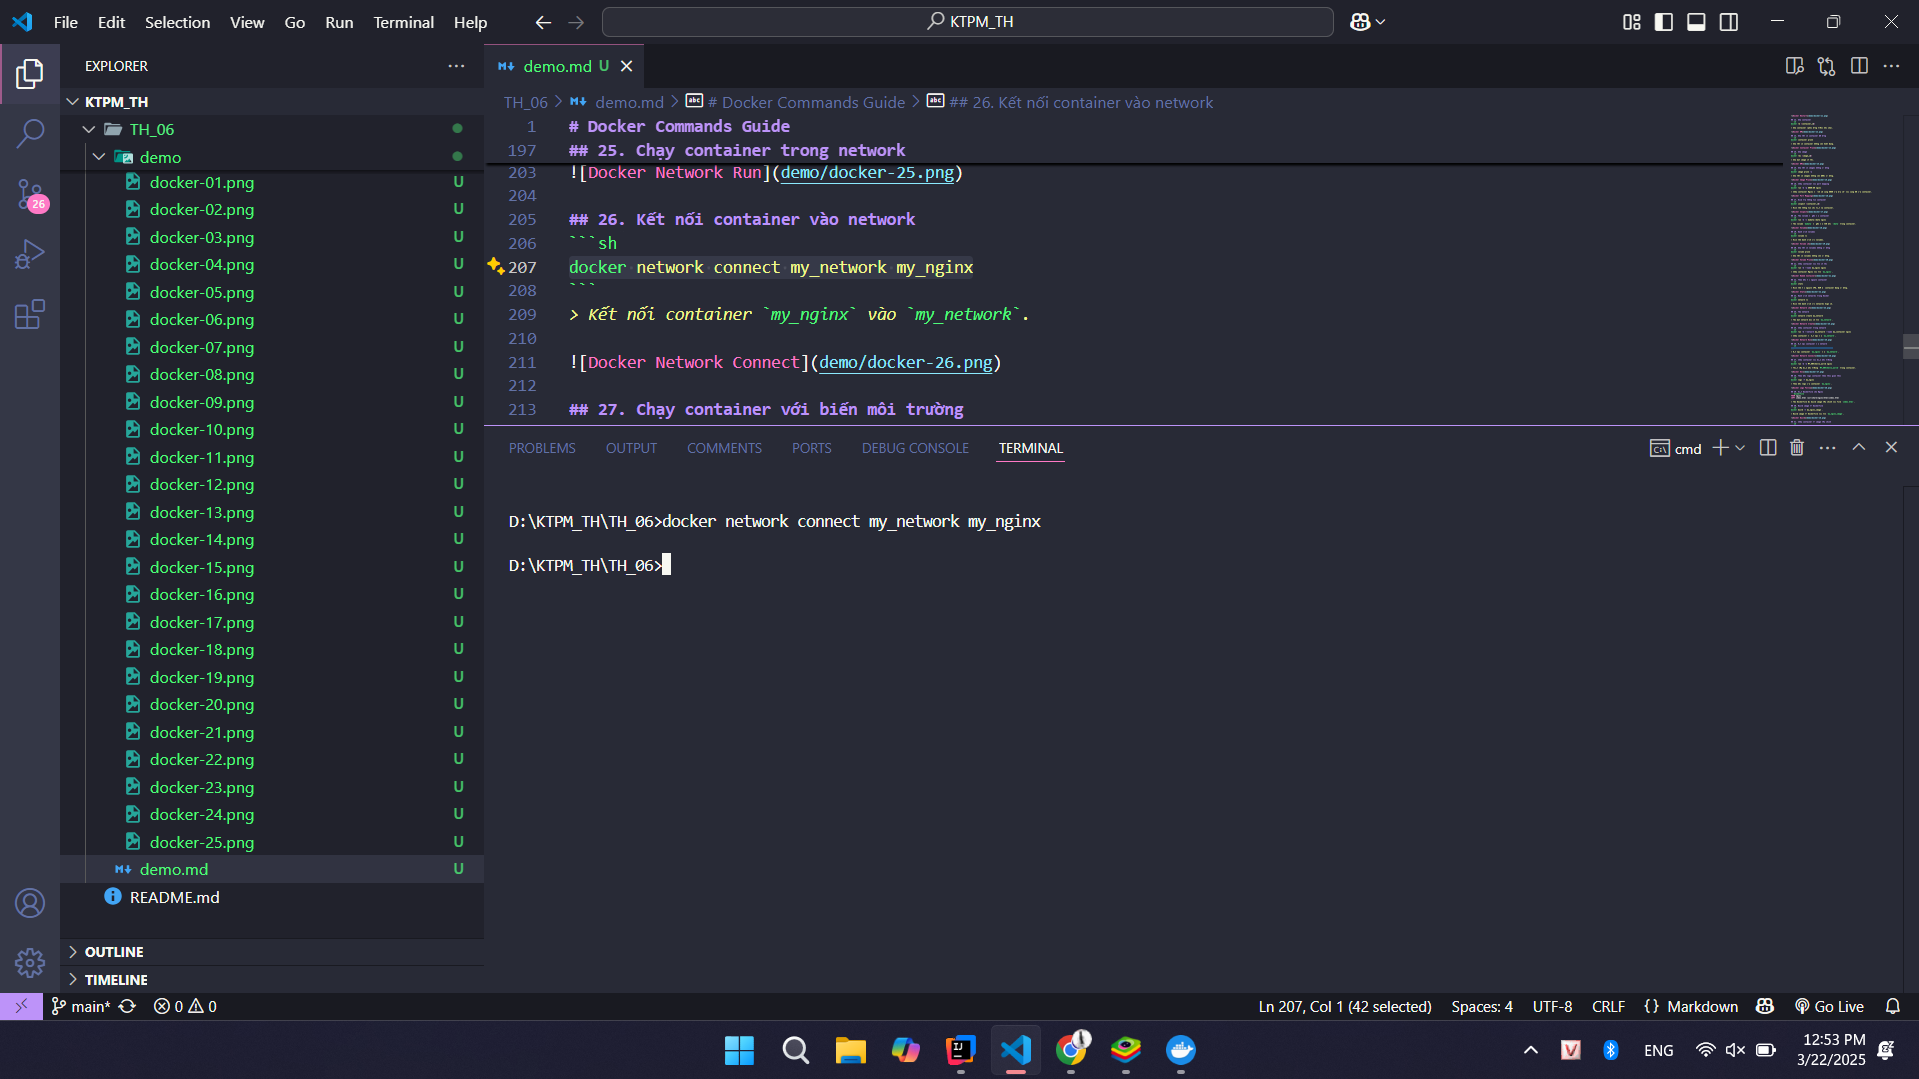 File Edit Selection View Go Run Terminal Help
KTPM_TH
EXPLORER
KTPM_TH
TH_06
demo
docker-01.png U
docker-02.png U
docker-03.png U
docker-04.png U
docker-05.png U
docker-06.png U
docker-07.png U
docker-08.png U
docker-09.png U
docker-10.png U
docker-11.png U
docker-12.png U
docker-13.png U
docker-14.png U
docker-15.png U
docker-16.png U
docker-17.png U
docker-18.png U
docker-19.png U
docker-20.png U
docker-21.png U
docker-22.png U
docker-23.png U
docker-24.png U
docker-25.png U
demo.md U
README.md
OUTLINE
TIMELINE
26
demo.md U
TH_06 > demo.md > # Docker Commands Guide > ## 26. Kết nối container vào network
1 # Docker Commands Guide
197 ## 25. Chạy container trong network
203 ![Docker Network Run](demo/docker-25.png)
204
205 ## 26. Kết nối container vào network
206 ```sh
207 docker network connect my_network my_nginx
208 ```
209 > Kết nối container `my_nginx` vào `my_network`.
210
211 ![Docker Network Connect](demo/docker-26.png)
212
213 ## 27. Chạy container với biến môi trường
PROBLEMS OUTPUT COMMENTS PORTS DEBUG CONSOLE TERMINAL
cmd
D:\KTPM_TH\TH_06>docker network connect my_network my_nginx
D:\KTPM_TH\TH_06>
main* 0 0
Ln 207, Col 1 (42 selected) Spaces: 4 UTF-8 CRLF {} Markdown Go Live
ENG
12:53 PM
3/22/2025